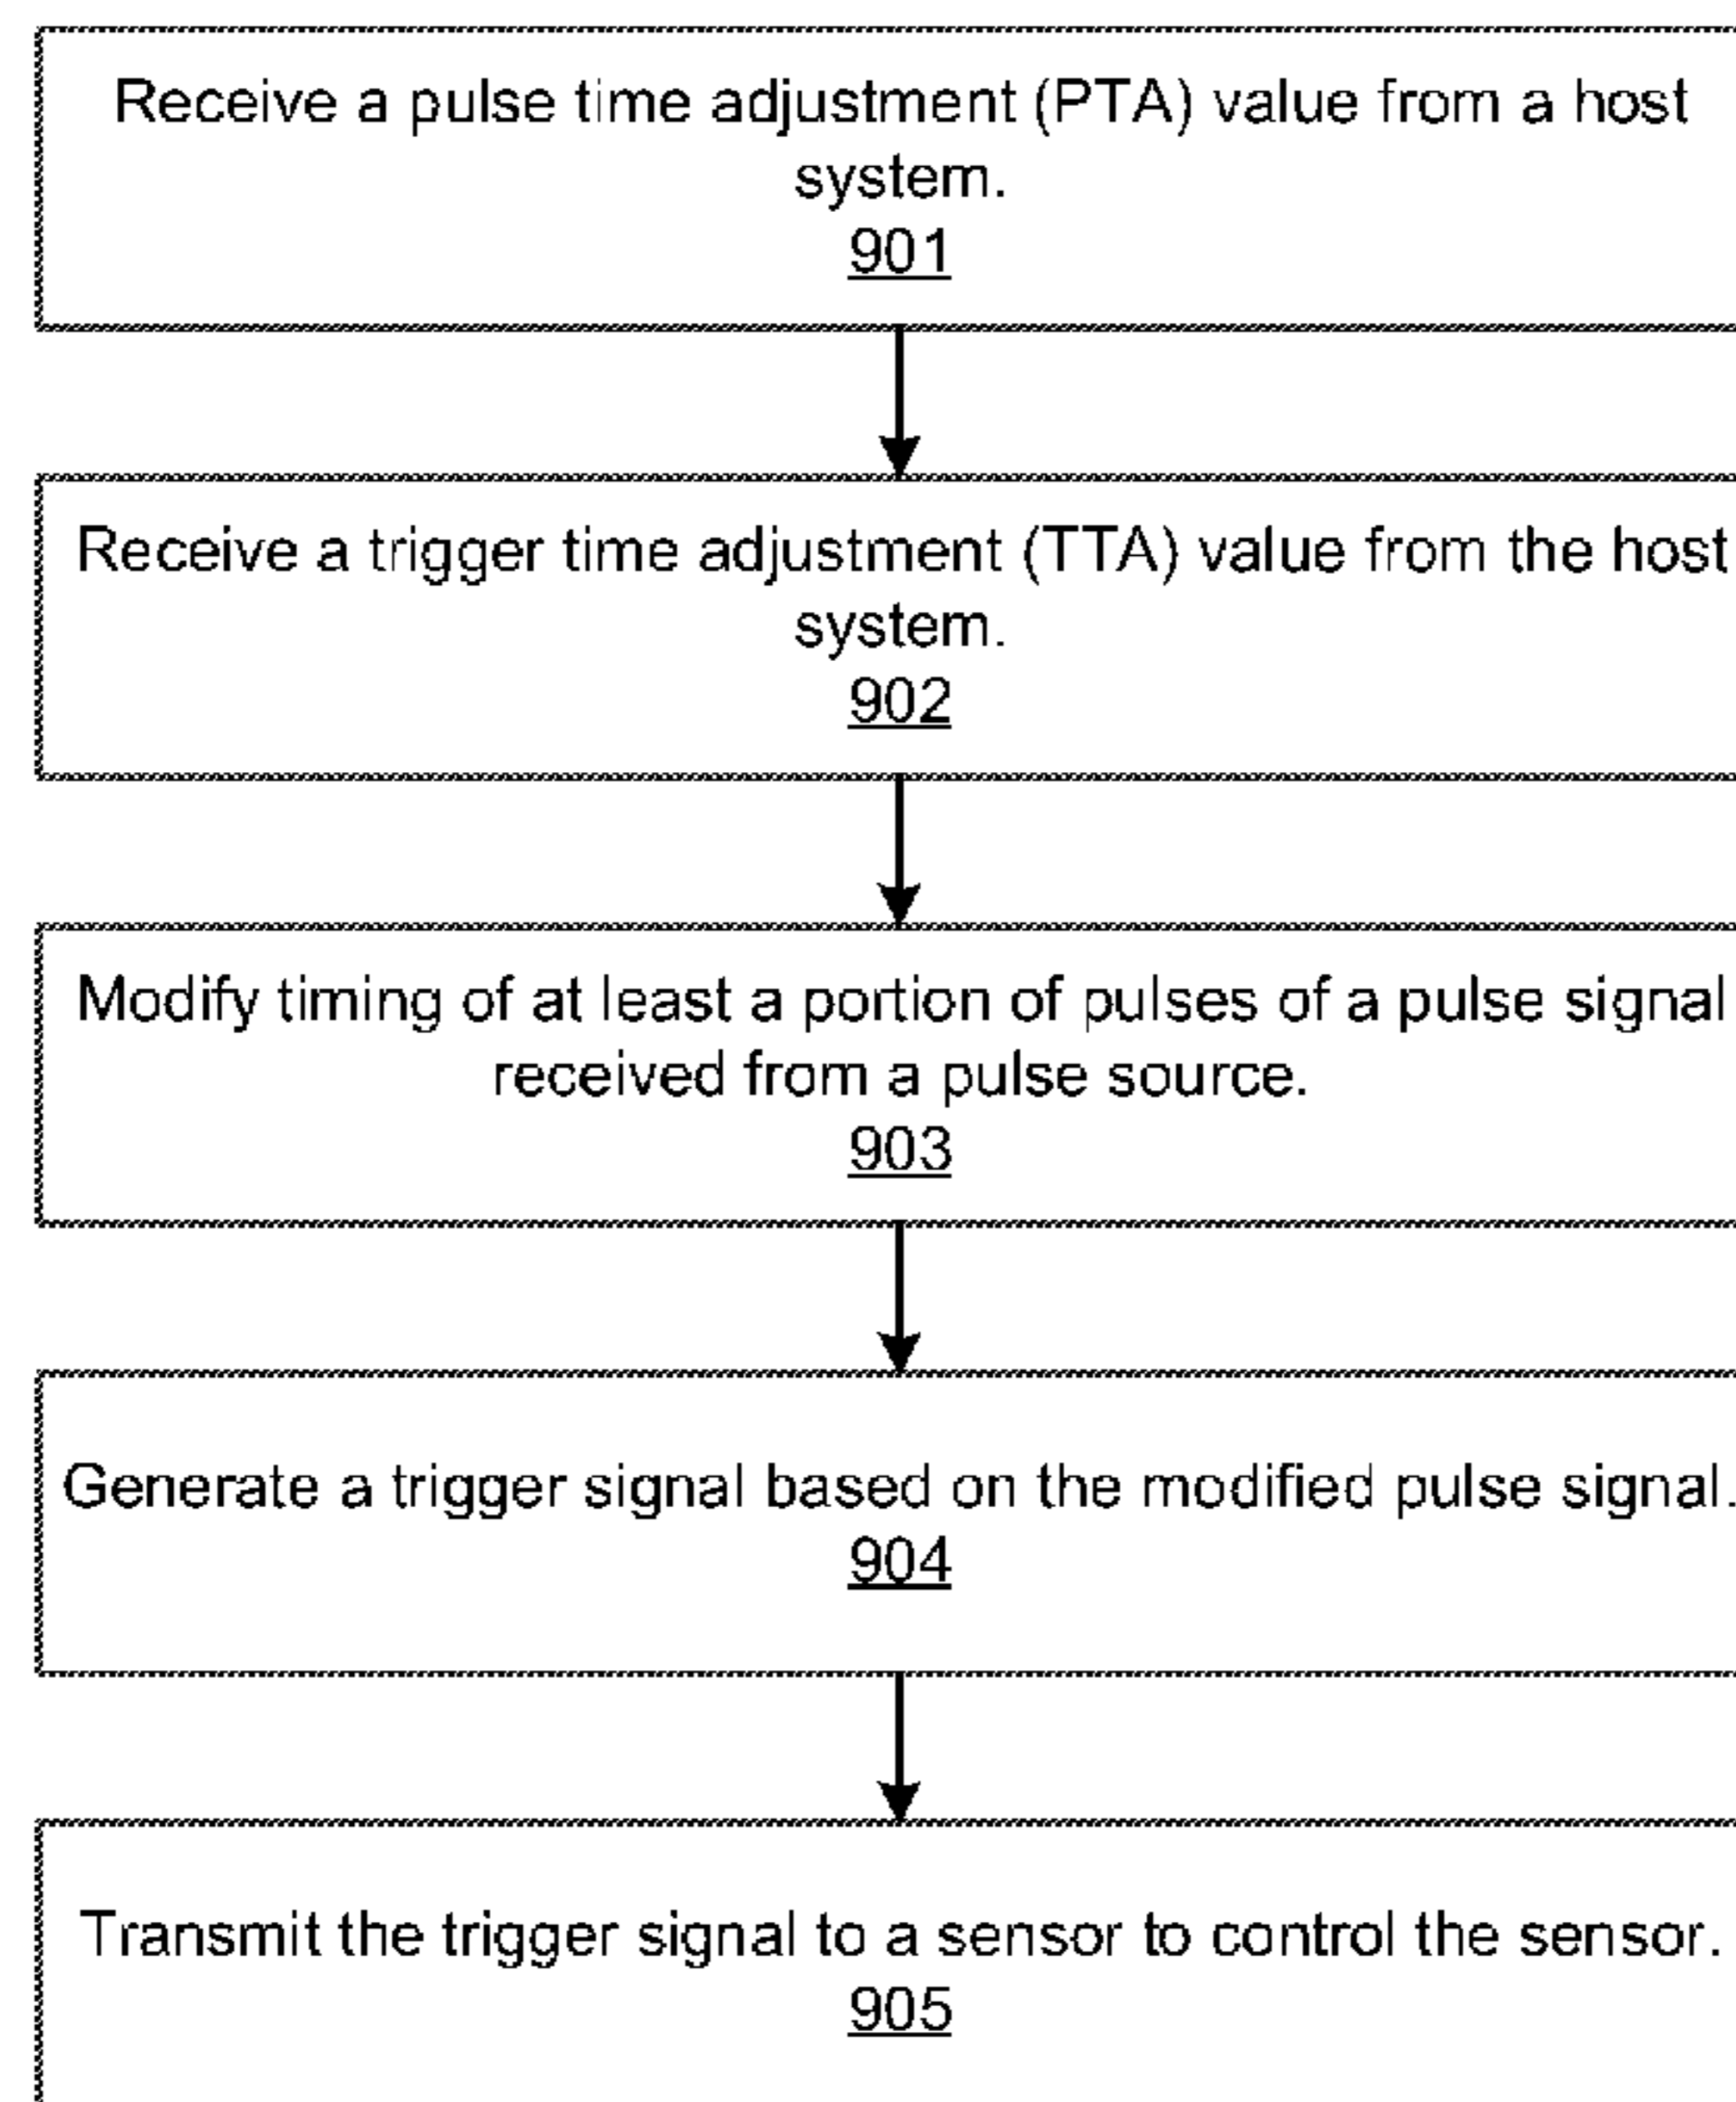 Receive a pulse time adjustment (PTA) value from a host
system.
901
Receive a trigger time adjustment (TTA) value from the host
system.
902
Modify timing of at least a portion of pulses of a pulse signal
received from a pulse source.
903
Generate a trigger signal based on the modified pulse signal.
904
Transmit the trigger signal to a sensor to control the sensor.
905